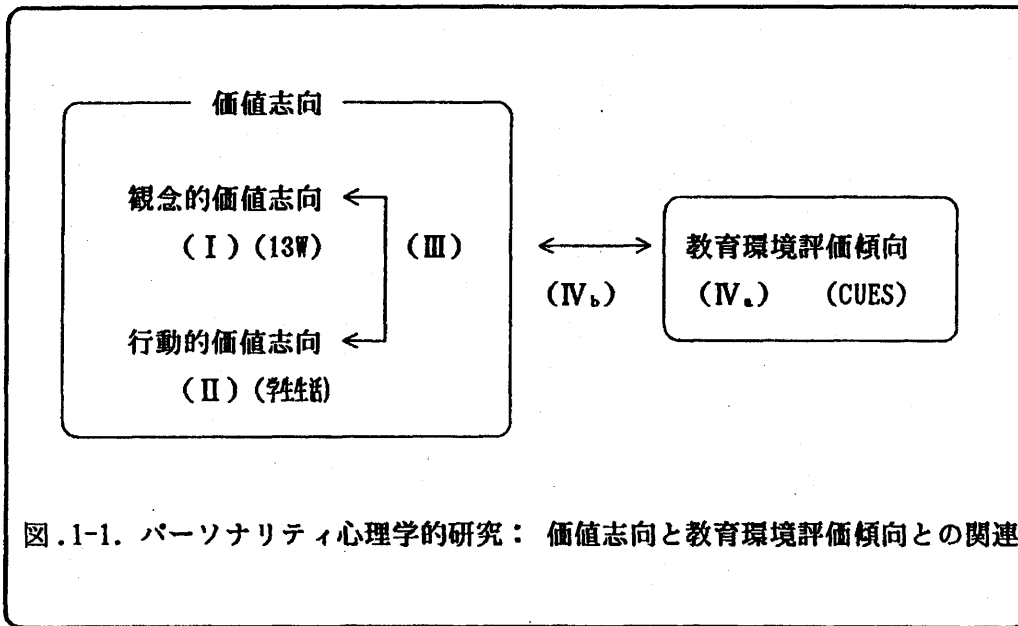 価値志向
観念的価値志向
(Ⅰ) (13W)
(Ⅲ)
行動的価値志向
(Ⅱ) (学生生活)
(Ⅳb)
教育環境評価傾向
(Ⅳa) (CUES)
図.1-1. パーソナリティ心理学的研究: 価値志向と教育環境評価傾向との関連